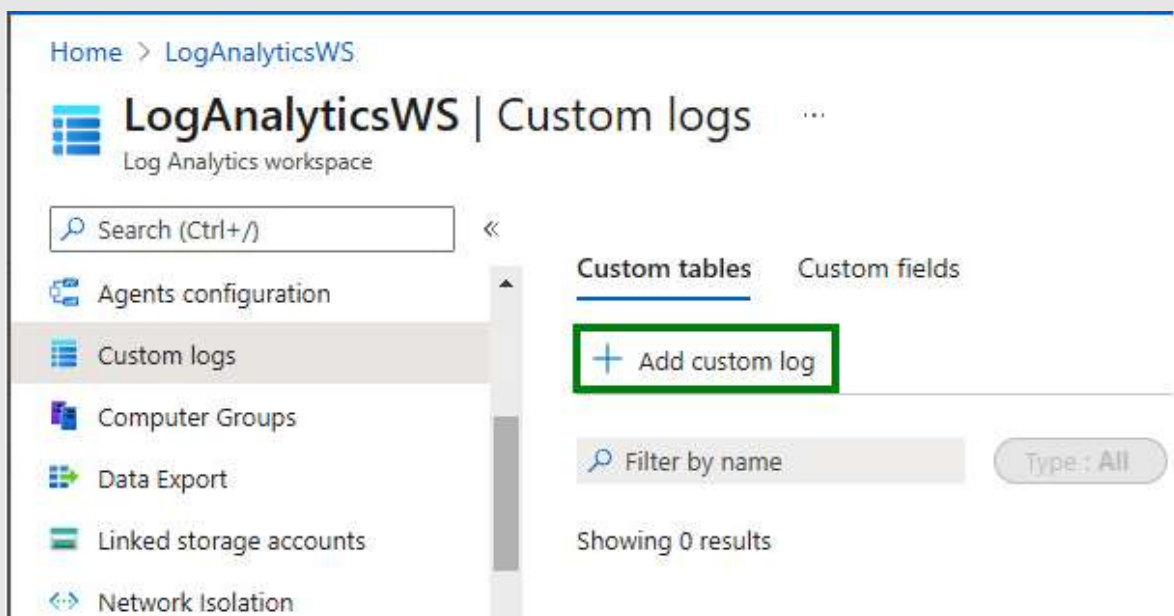 Home > LogAnalyticsWS
LogAnalyticsWS | Custom logs ...
Log Analytics workspace
Search (Ctrl+/) «
Agents configuration
Custom logs
Computer Groups
Data Export
Linked storage accounts
Network Isolation
Custom tables Custom fields
+ Add custom log
Filter by name Type : All
Showing 0 results